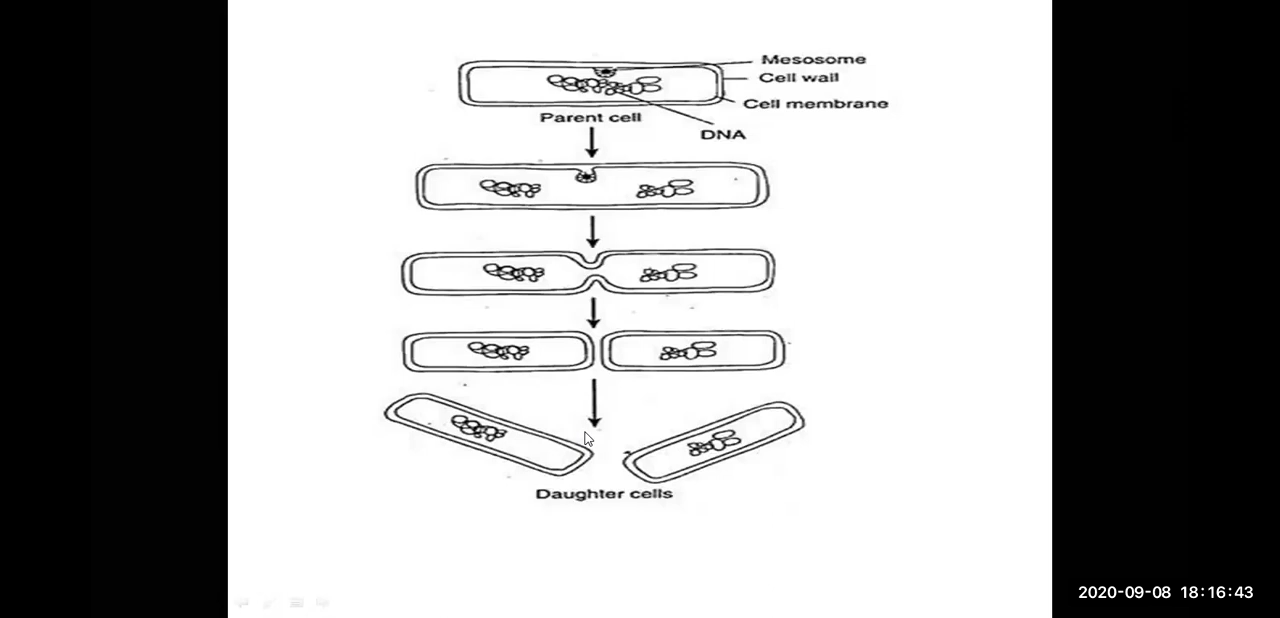 Mesosome
Cell wall
Cell membrane
Parent cell
DNA
Daughter cells
2020-09-08 18:16:43